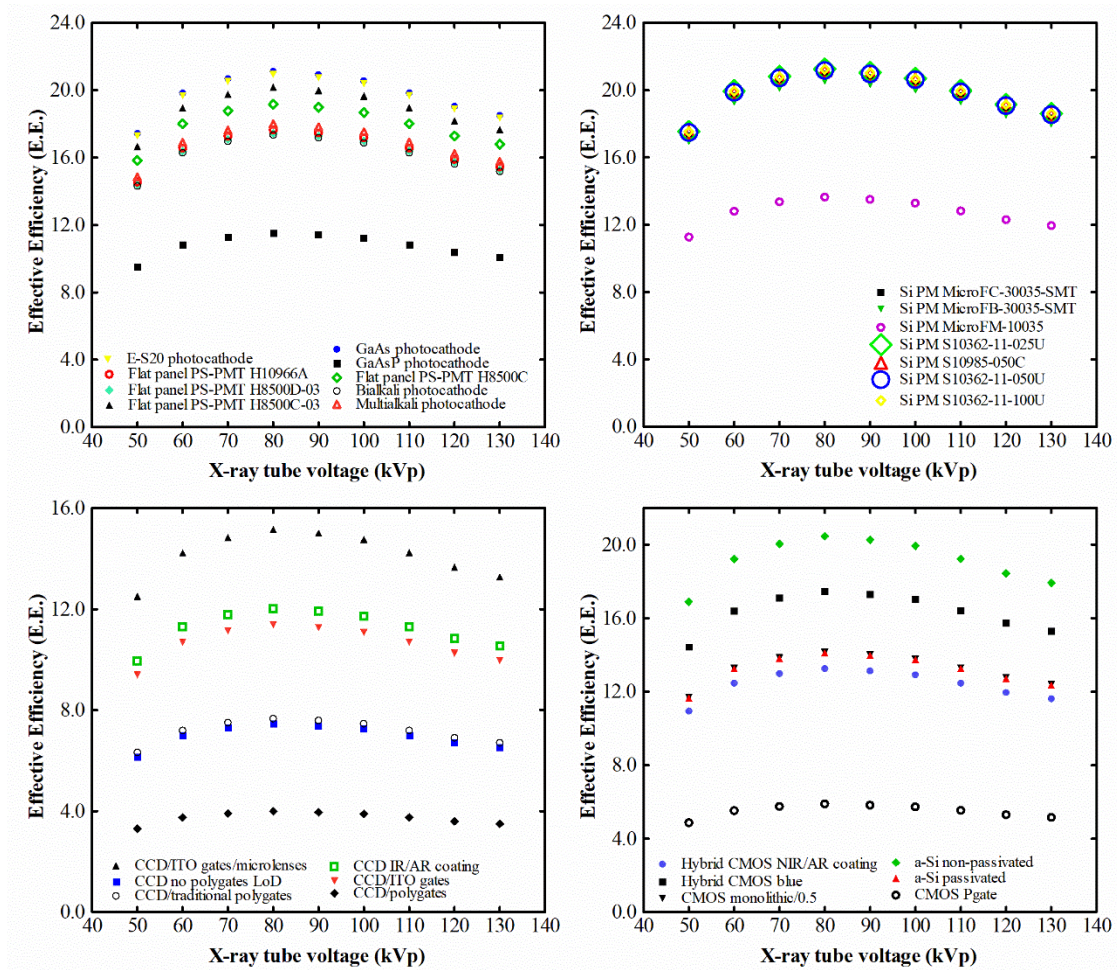 24.0
20.0
16.0
12.0
8.0
4.0
0.0
Effective Efficiency (E.E.)
E-S20 photocathode
Flat panel PS-PMT H10966A
Flat panel PS-PMT H8500D-03
Flat panel PS-PMT H8500C-03
GaAs photocathode
GaAsP photocathode
Flat panel PS-PMT H8500C
Bialkali photocathode
Multialkali photocathode
40 50 60 70 80 90 100 110 120 130 140
X-ray tube voltage (kVp)
24.0
20.0
16.0
12.0
8.0
4.0
0.0
Effective Efficiency (E.E.)
Si PM MicroFC-30035-SMT
Si PM MicroFB-30035-SMT
Si PM MicroFM-10035
Si PM S10362-11-025U
Si PM S10985-050C
Si PM S10362-11-050U
Si PM S10362-11-100U
40 50 60 70 80 90 100 110 120 130 140
X-ray tube voltage (kVp)
16.0
12.0
8.0
4.0
0.0
Effective Efficiency (E.E.)
CCD/ITO gates/microlenses
CCD no polygates LoD
CCD/traditional polygates
CCD IR/AR coating
CCD/ITO gates
CCD/polygates
40 50 60 70 80 90 100 110 120 130 140
X-ray tube voltage (kVp)
20.0
16.0
12.0
8.0
4.0
0.0
Effective Efficiency (E.E.)
Hybrid CMOS NIR/AR coating
Hybrid CMOS blue
CMOS monolithic/0.5
a-Si non-passivated
a-Si passivated
CMOS Pgate
40 50 60 70 80 90 100 110 120 130 140
X-ray tube voltage (kVp)